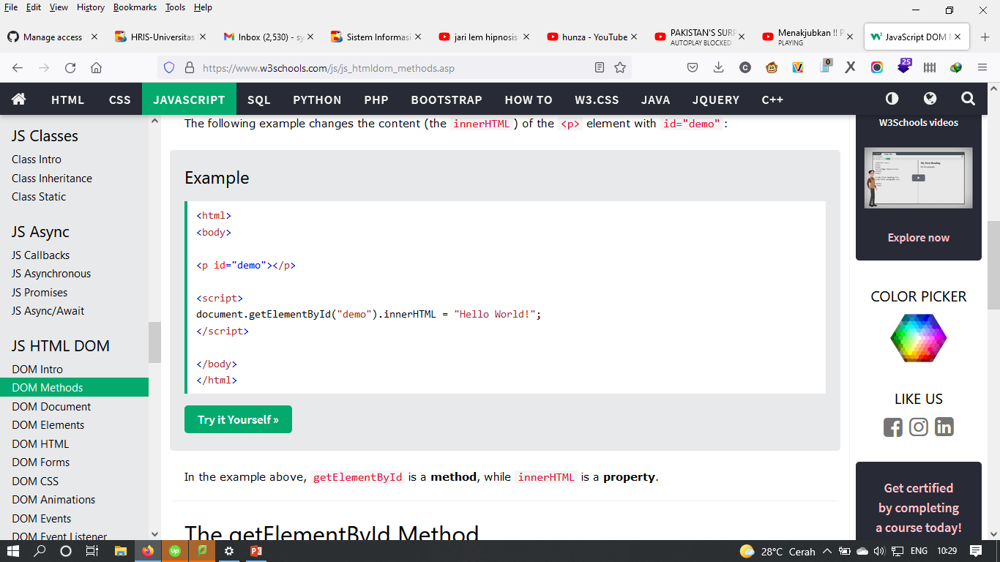 File Edit View History Bookmarks Tools Help
Manage access
HRIS-Universitas
Inbox (2,530) - sy
Sistem Informasi
jari lem hipnosis -
hunza - YouTube
PAKISTAN'S SURF
AUTOPLAY BLOCKED
Menakjubkan !! P
PLAYING
JavaScript DOM M
https://www.w3schools.com/js/js_htmldom_methods.asp
0
25
HTML CSS JAVASCRIPT SQL PYTHON PHP BOOTSTRAP HOW TO W3.CSS JAVA JQUERY C++
JS Classes
Class Intro
Class Inheritance
Class Static
JS Async
JS Callbacks
JS Asynchronous
JS Promises
JS Async/Await
JS HTML DOM
DOM Intro
DOM Methods
DOM Document
DOM Elements
DOM HTML
DOM Forms
DOM CSS
DOM Animations
DOM Events
DOM Event Listener
The following example changes the content (the innerHTML) of the <p> element with id="demo":
Example
<html>
<body>
<p id="demo"></p>
<script>
document.getElementById("demo").innerHTML = "Hello World!";
</script>
</body>
</html>
Try it Yourself »
In the example above, getElementById is a method, while innerHTML is a property.
The getElementById Method
W3Schools videos
Explore now
COLOR PICKER
LIKE US
Get certified
by completing
a course today!
28°C Cerah ENG 10:29